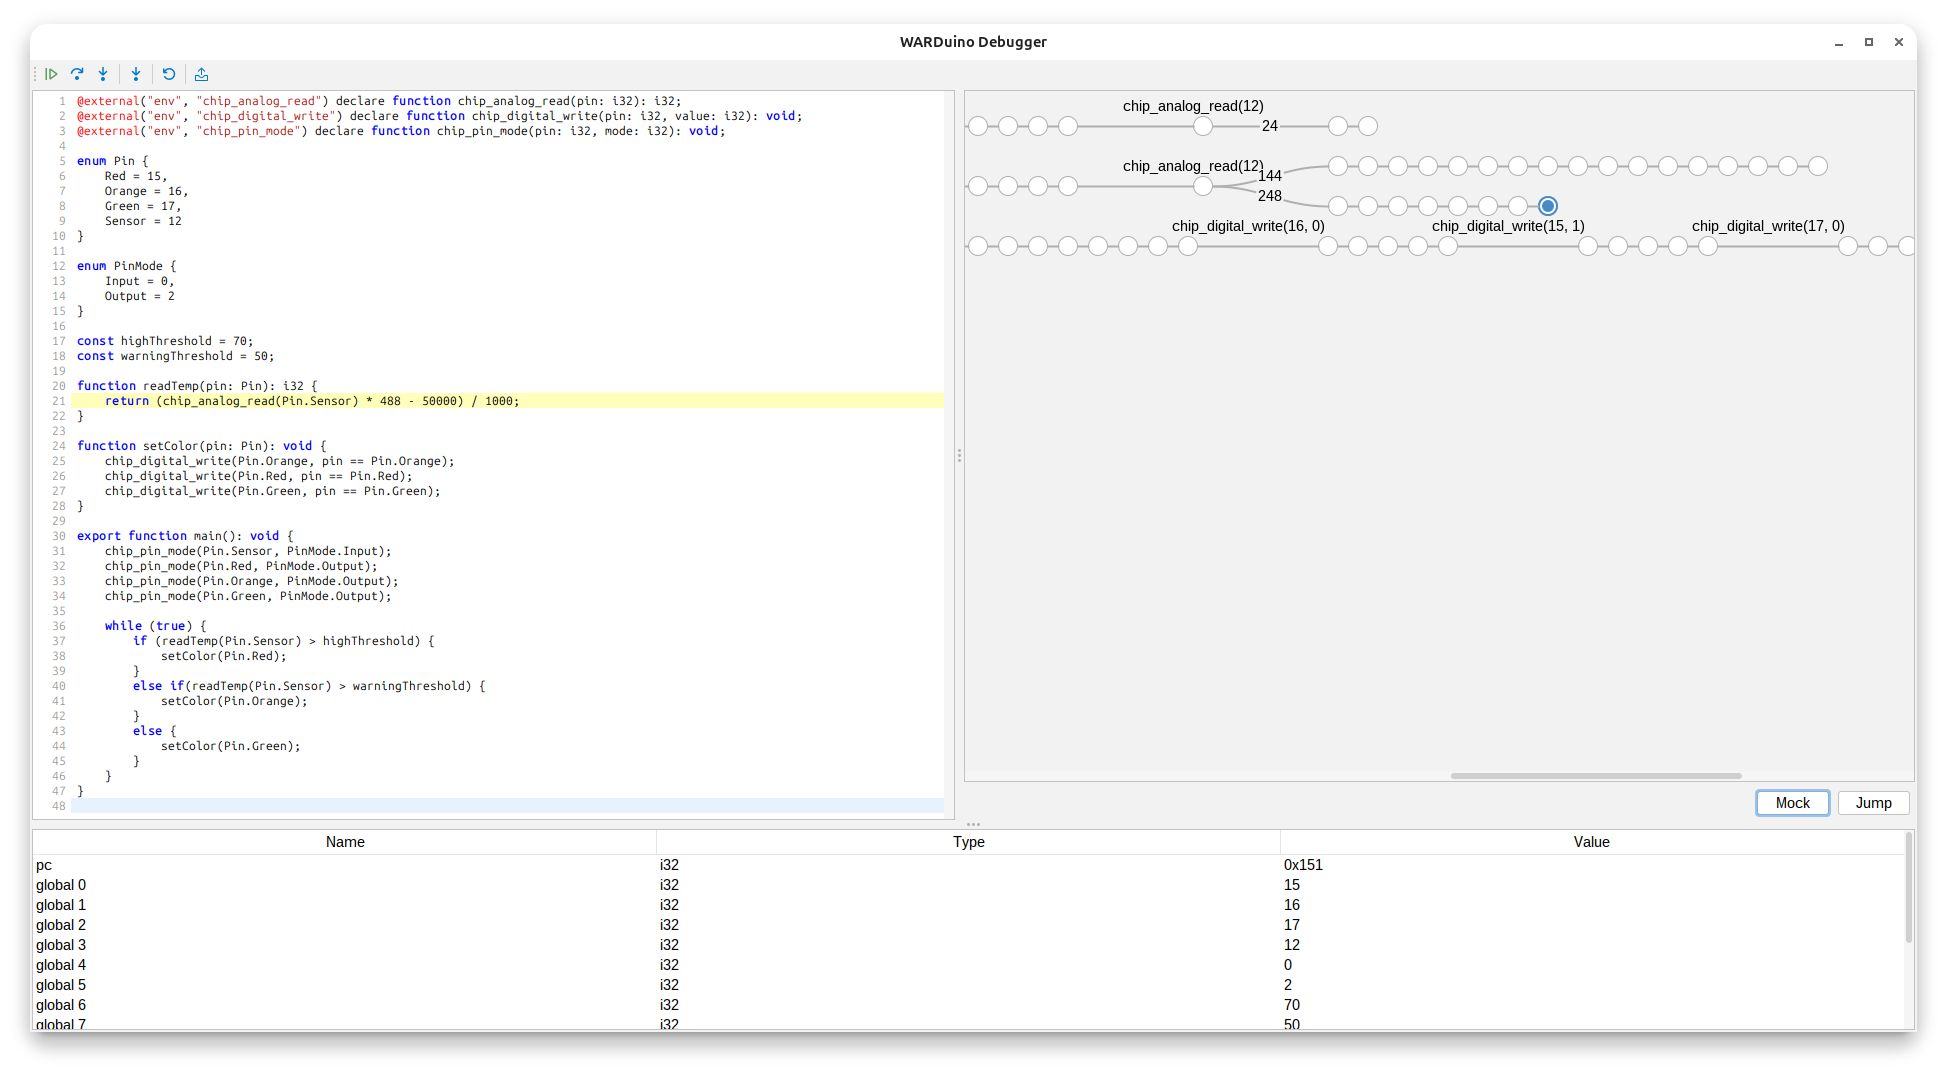 WARDuino Debugger
1 @external("env", "chip_analog_read") declare function chip_analog_read(pin: i32): i32;
2 @external("env", "chip_digital_write") declare function chip_digital_write(pin: i32, value: i32): void;
3 @external("env", "chip_pin_mode") declare function chip_pin_mode(pin: i32, mode: i32): void;
4
5 enum Pin {
6     Red = 15,
7     Orange = 16,
8     Green = 17,
9     Sensor = 12
10 }
11
12 enum PinMode {
13     Input = 0,
14     Output = 2
15 }
16
17 const highThreshold = 70;
18 const warningThreshold = 50;
19
20 function readTemp(pin: Pin): i32 {
21     return (chip_analog_read(Pin.Sensor) * 488 - 50000) / 1000;
22 }
23
24 function setColor(pin: Pin): void {
25     chip_digital_write(Pin.Orange, pin == Pin.Orange);
26     chip_digital_write(Pin.Red, pin == Pin.Red);
27     chip_digital_write(Pin.Green, pin == Pin.Green);
28 }
29
30 export function main(): void {
31     chip_pin_mode(Pin.Sensor, PinMode.Input);
32     chip_pin_mode(Pin.Red, PinMode.Output);
33     chip_pin_mode(Pin.Orange, PinMode.Output);
34     chip_pin_mode(Pin.Green, PinMode.Output);
35
36     while (true) {
37         if (readTemp(Pin.Sensor) > highThreshold) {
38             setColor(Pin.Red);
39         }
40         else if(readTemp(Pin.Sensor) > warningThreshold) {
41             setColor(Pin.Orange);
42         }
43         else {
44             setColor(Pin.Green);
45         }
46     }
47 }
48
chip_analog_read(12)
24
chip_analog_read(12)
144
248
chip_digital_write(16, 0) chip_digital_write(15, 1) chip_digital_write(17, 0)
Mock Jump
Name Type Value
pc i32 0x151
global 0 i32 15
global 1 i32 16
global 2 i32 17
global 3 i32 12
global 4 i32 0
global 5 i32 2
global 6 i32 70
global 7 i32 50